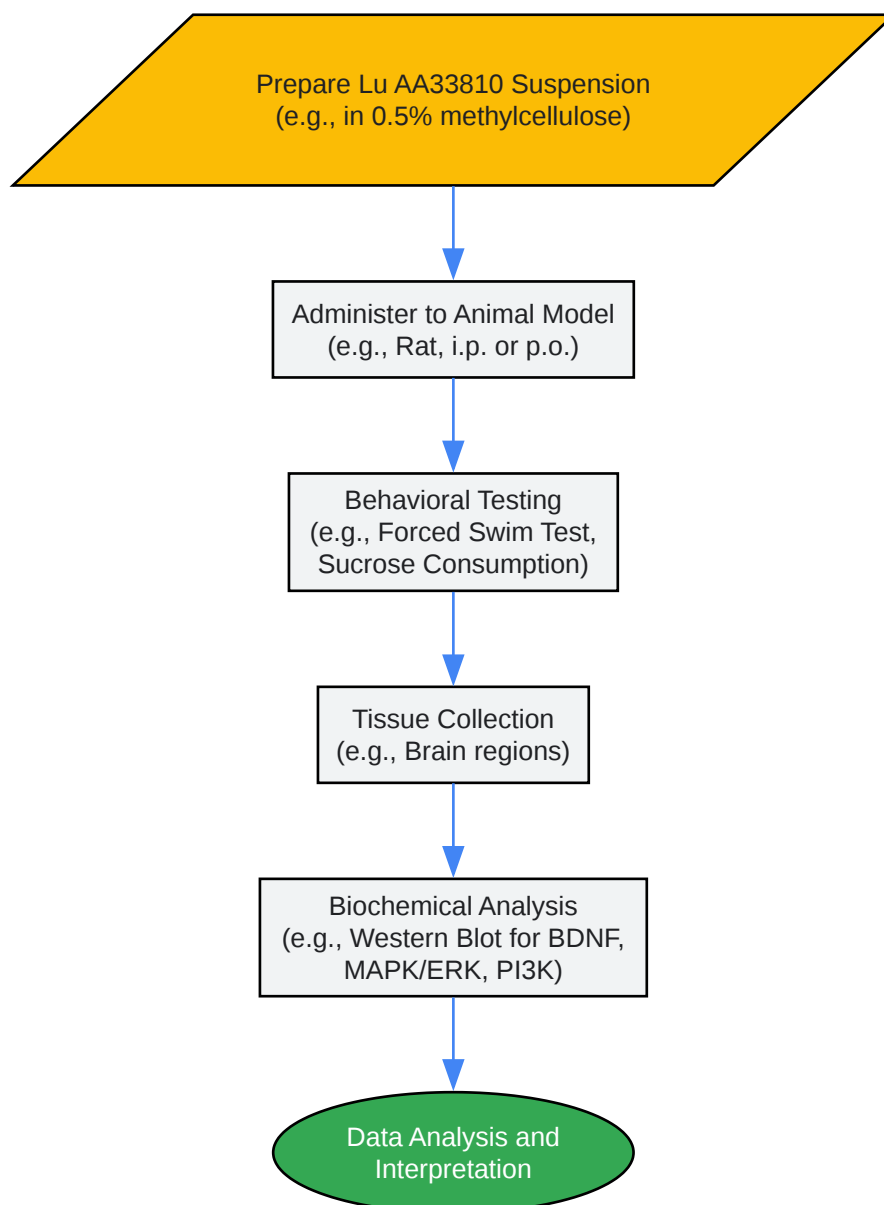 Prepare Lu AA33810 Suspension
(e.g., in 0.5% methylcellulose)
Administer to Animal Model
(e.g., Rat, i.p. or p.o.)
Behavioral Testing
(e.g., Forced Swim Test,
Sucrose Consumption)
Tissue Collection
(e.g., Brain regions)
Biochemical Analysis
(e.g., Western Blot for BDNF,
MAPK/ERK, PI3K)
Data Analysis and
Interpretation